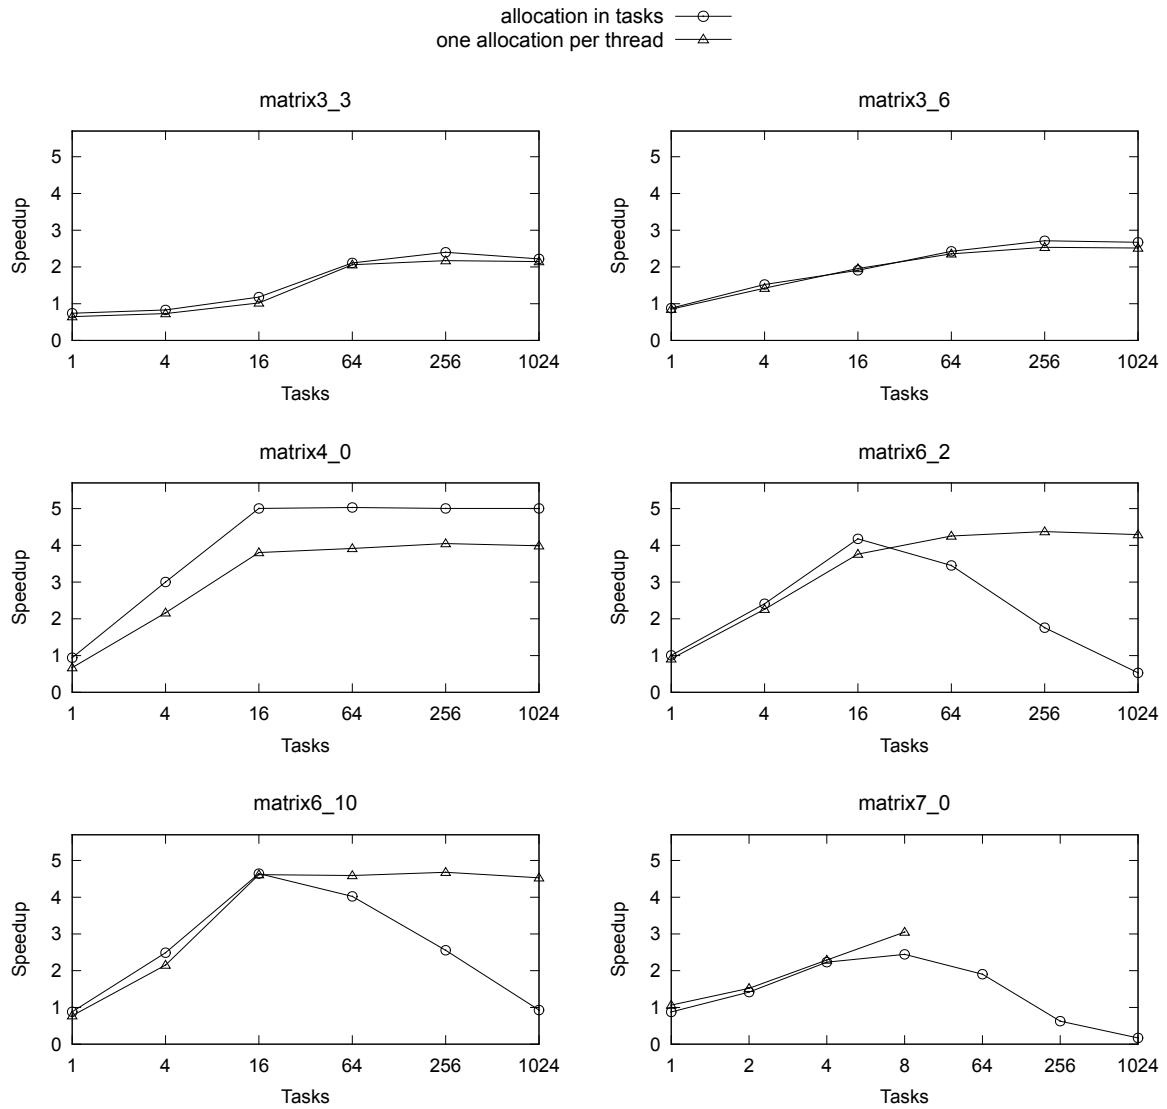 allocation in tasks
one allocation per thread
matrix3_3
5
4
3
2
1
0
Speedup
1 4 16 64 256 1024
Tasks
matrix3_6
5
4
3
2
1
0
Speedup
1 4 16 64 256 1024
Tasks
matrix4_0
5
4
3
2
1
0
Speedup
1 4 16 64 256 1024
Tasks
matrix6_2
5
4
3
2
1
0
Speedup
1 4 16 64 256 1024
Tasks
matrix6_10
5
4
3
2
1
0
Speedup
1 4 16 64 256 1024
Tasks
matrix7_0
5
4
3
2
1
0
Speedup
1 2 4 8 64 256 1024
Tasks